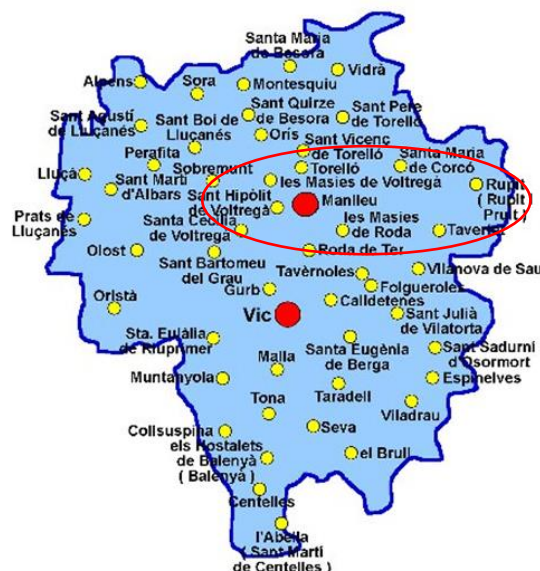 Santa Maria
de Besora
Vidrà
Alpens
Sora
Montesquiu
Sant Agustí
de Lluçanés
Sant Boi de
Lluçanés
Sant Quirze
de Besora
Orís
Sant Pere
de Torelló
Sant Vicenç
de Torelló
Perafita
Sobremunt
Torelló
Santa Maria
de Corcó
Lluçà
Sant Martí
d'Albars
les Masies de Voltregà
Rupit
( Rupit
Pruit )
Sant Hipòlit
de Voltregà
Manlleu
Prats de
Lluçanés
Santa Cecília
de Voltregà
les Masies
de Roda
Olost
Roda de Ter
Sant Bartomeu
del Grau
Tavèrnoles
Vilanova de Sau
Gurb
Folgueroles
Calldetenes
Oristà
Vic
Sant Julià
de Vilatorta
Sta. Eulàlia
de Riuprimer
Santa Eugènia
de Berga
Sant Sadurní
d'Osormort
Malla
Muntanyola
Taradell
Espinelves
Tona
Viladrau
Collsuspina
Seva
els Hostalets
de Balenyà
( Balenyà )
el Brull
Centelles
l'Abella
( Sant Martí
de Centelles )